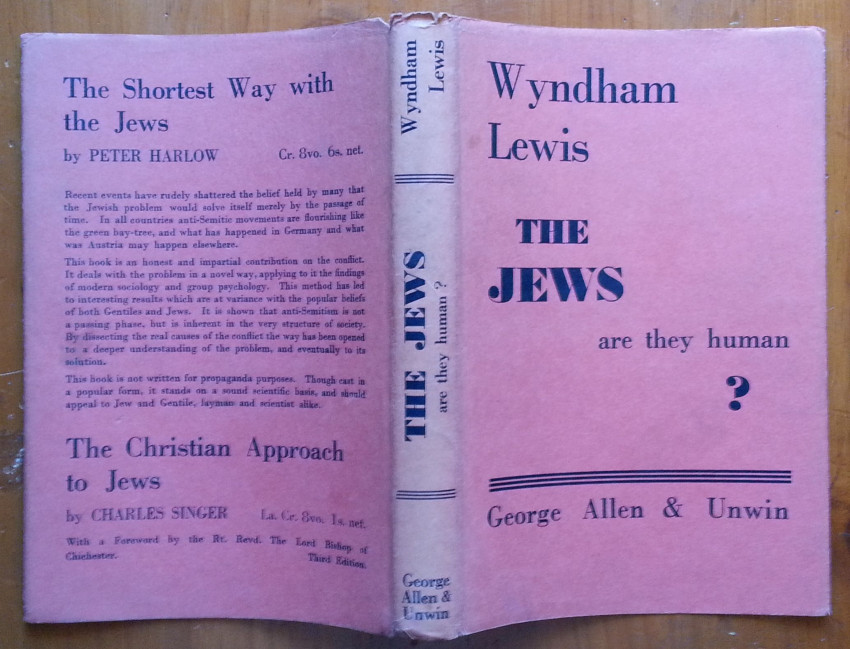 The Shortest Way with
the Jews
by PETER HARLOW Cr. 8vo. 6s. net.
Recent events have rudely shattered the belief held by many that
the Jewish problem would solve itself merely by the passage of
time. In all countries anti-Semitic movements are flourishing like
the green bay-tree, and what has happened in Germany and what
was Austria may happen elsewhere.
This book is an honest and impartial contribution on the conflict.
It deals with the problem in a novel way, applying to it the findings
of modern sociology and group psychology. This method has led
to interesting results which are at variance with the popular beliefs
of both Gentiles and Jews. It is shown that anti-Semitism is not
a passing phase, but is inherent in the very structure of society.
By dissecting the real causes of the conflict the way has been opened
to a deeper understanding of the problem, and eventually to its
solution.
This book is not written for propaganda purposes. Though cast in
a popular form, it stands on a sound scientific basis, and should
appeal to Jew and Gentile, layman and scientist alike.
The Christian Approach
to Jews
by CHARLES SINGER La. Cr. 8vo. 1s. net.
With a Foreword by the Rt. Revd. The Lord Bishop of
Chichester. Third Edition.
Wyndham
Lewis
THE JEWS
are they human ?
George
Allen &
Unwin
Wyndham
Lewis
THE
JEWS
are they human
?
George Allen & Unwin